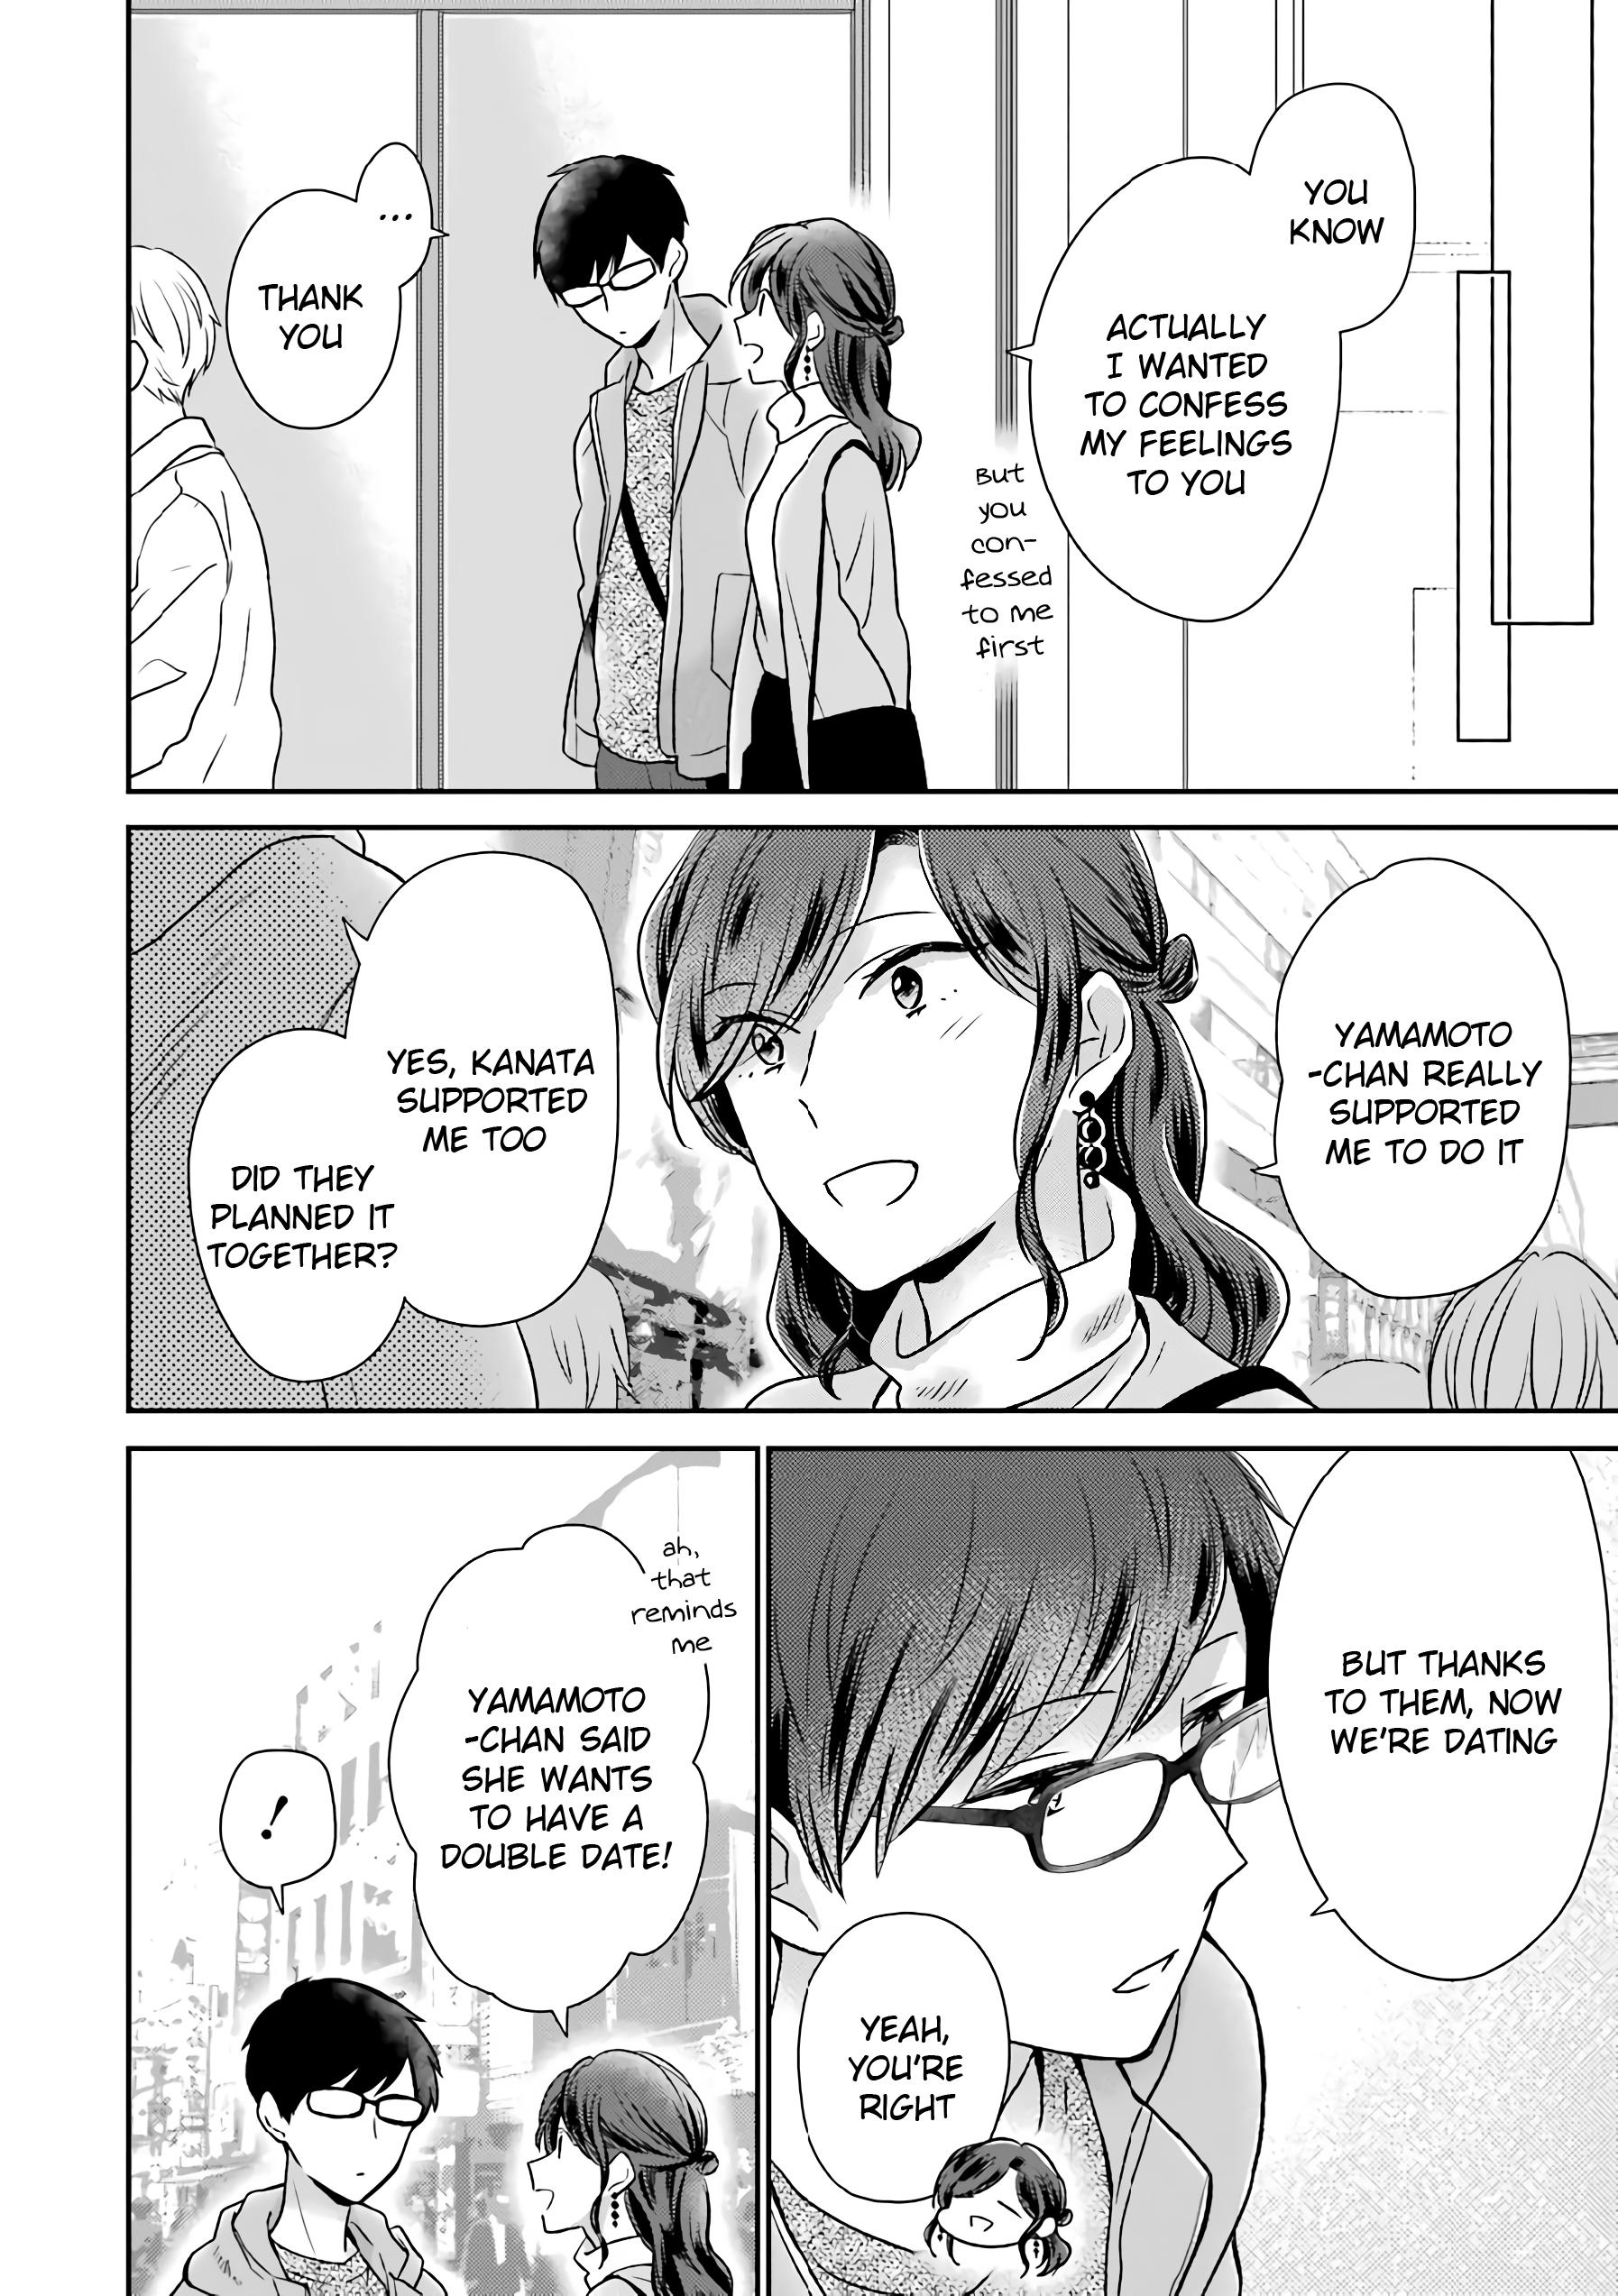 YOU
KNOW
ACTUALLY
I WANTED
TO CONFESS
MY FEELINGS
TO YOU
But
you
con-
fessed
to me
first
...
THANK
YOU
YAMAMOTO
-CHAN REALLY
SUPPORTED
ME TO DO IT
YES, KANATA
SUPPORTED
ME TOO
DID THEY
PLANNED IT
TOGETHER?
BUT THANKS
TO THEM, NOW
WE'RE DATING
YEAH,
YOU'RE
RIGHT
ah,
that
reminds
me
YAMAMOTO
-CHAN SAID
SHE WANTS
TO HAVE A
DOUBLE DATE!
!